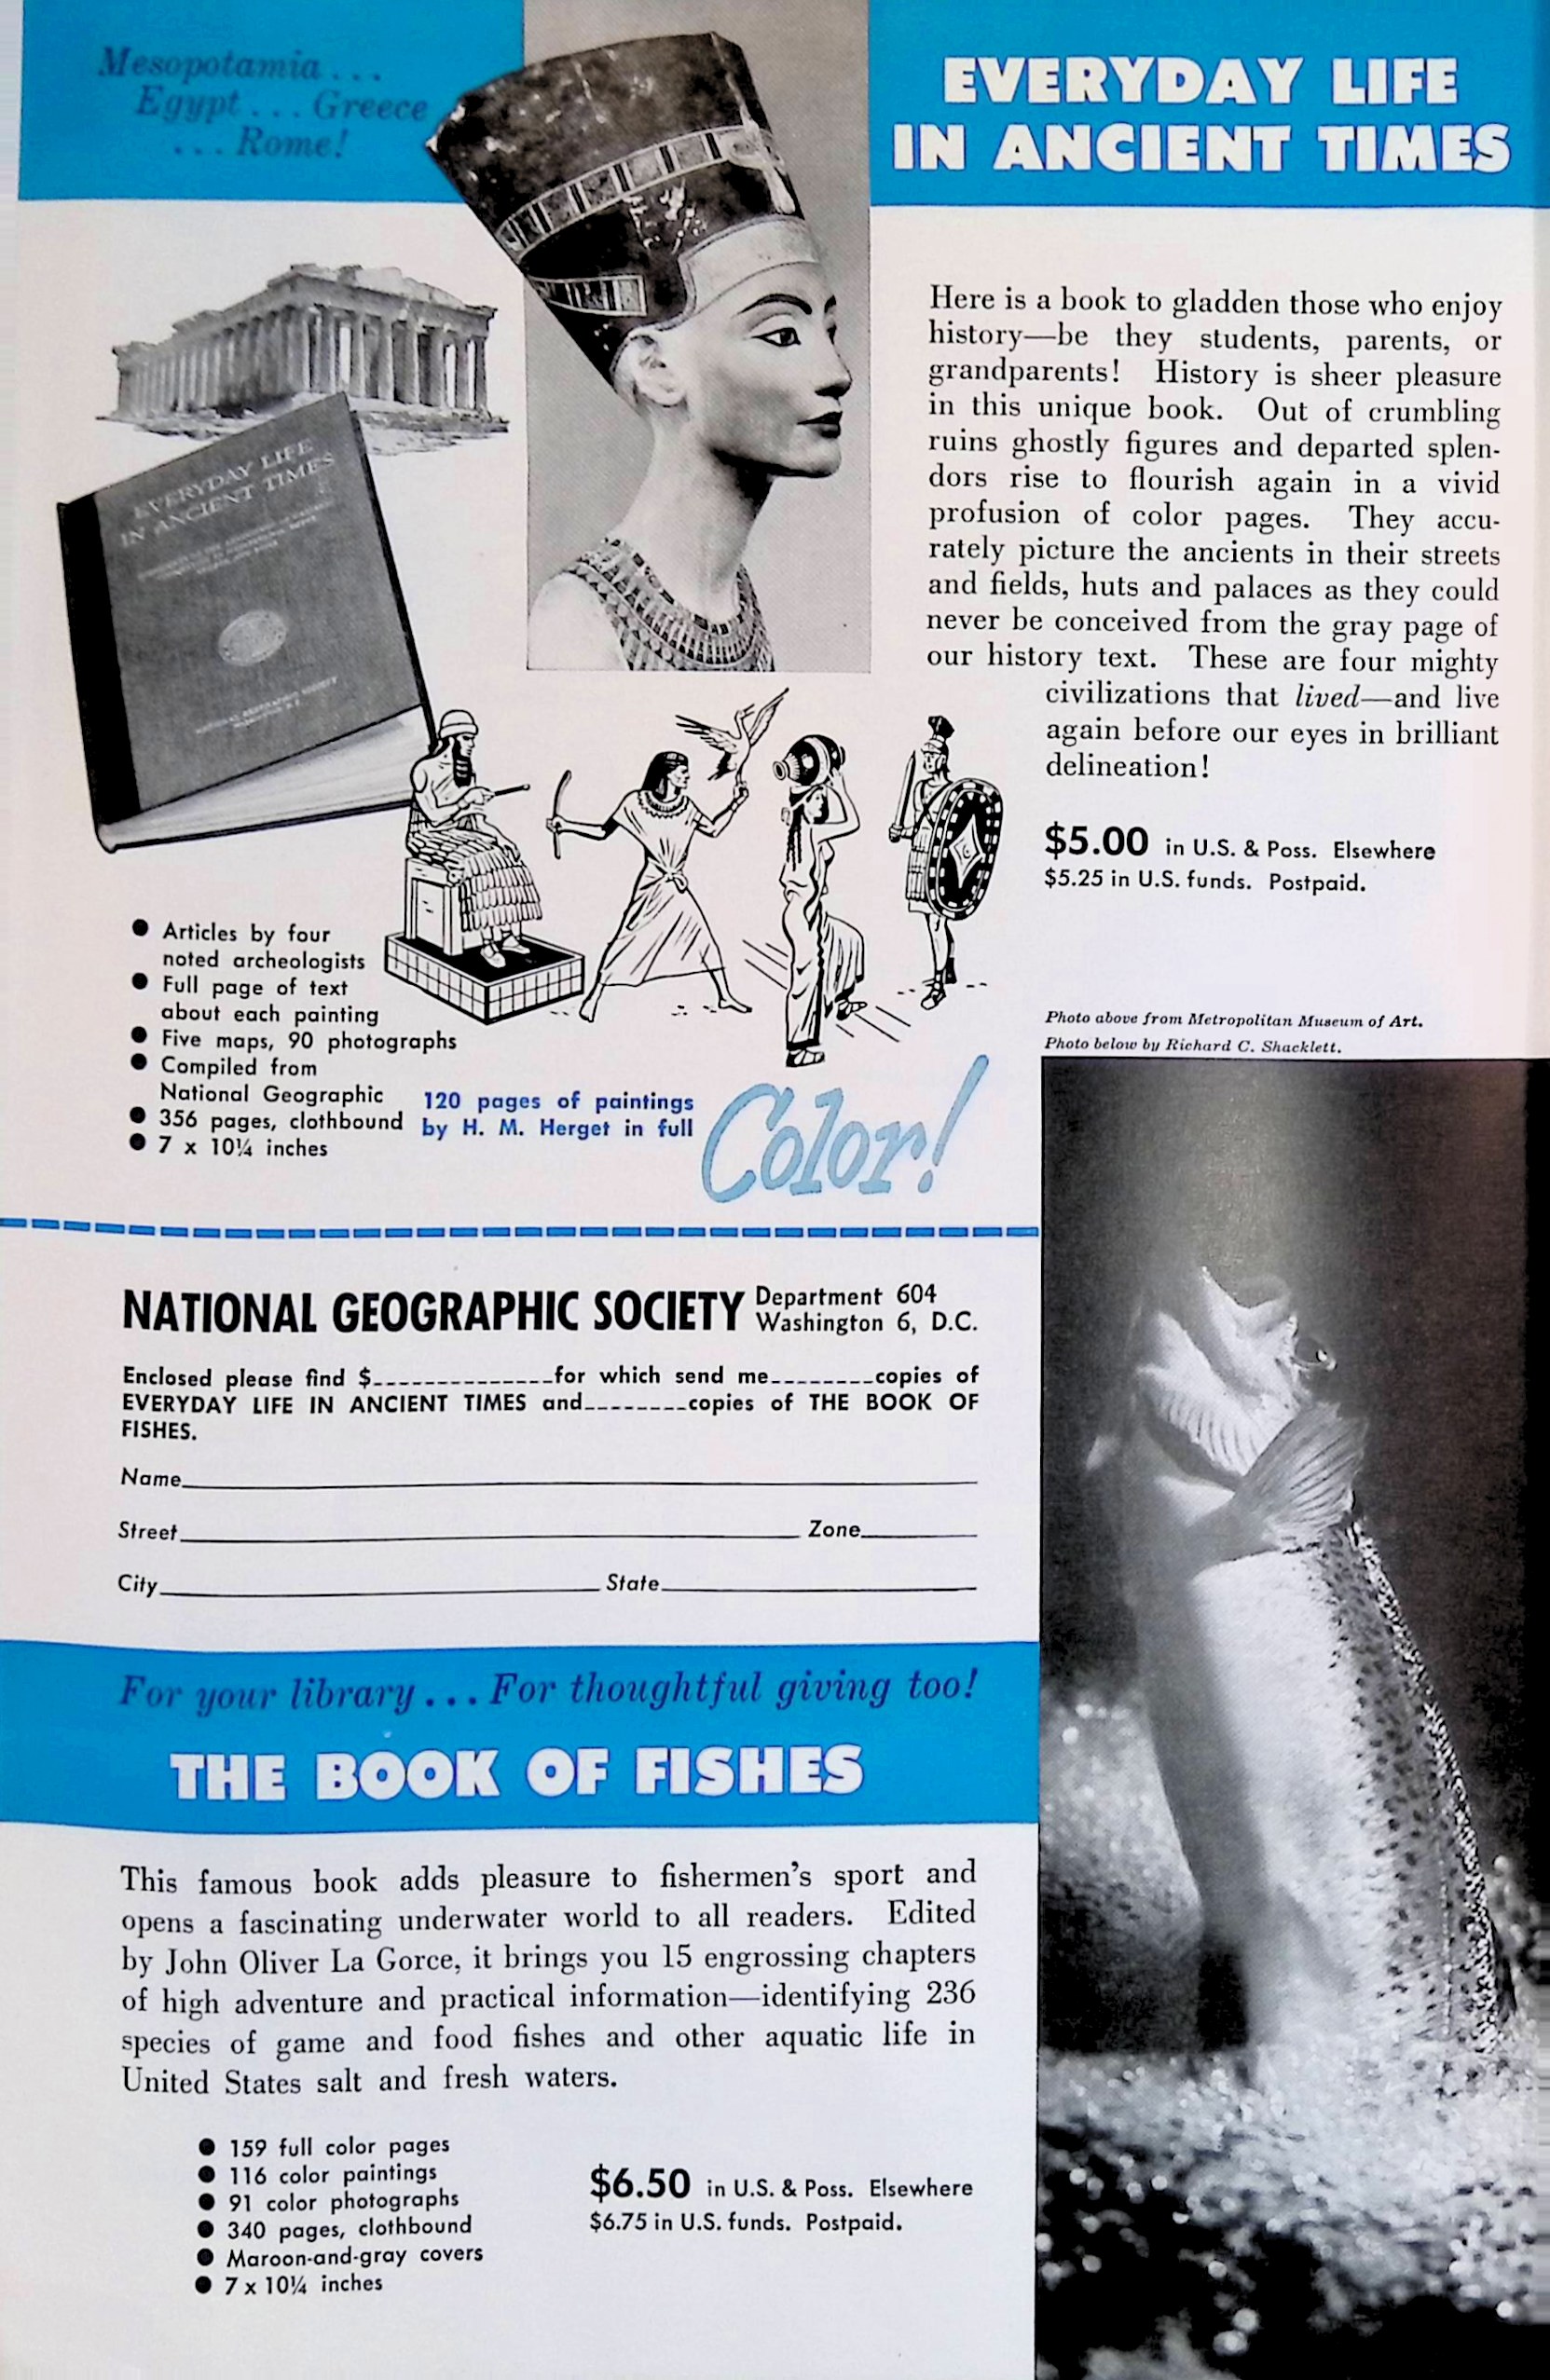 Mesopotamia...
Egypt... Greece
... Rome!
EVERYDAY LIFE
IN ANCIENT TIMES
EVERYDAY LIFE
IN ANCIENT TIMES
Here is a book to gladden those who enjoy
history—be they students, parents, or
grandparents! History is sheer pleasure
in this unique book. Out of crumbling
ruins ghostly figures and departed splen-
dors rise to flourish again in a vivid
profusion of color pages. They accu-
rately picture the ancients in their streets
and fields, huts and palaces as they could
never be conceived from the gray page of
our history text. These are four mighty
civilizations that lived—and live
again before our eyes in brilliant
delineation!
$5.00 in U.S. & Poss. Elsewhere
$5.25 in U.S. funds. Postpaid.
● Articles by four
noted archeologists
● Full page of text
about each painting
● Five maps, 90 photographs
● Compiled from
National Geographic
● 356 pages, clothbound
● 7 x 10¼ inches
120 pages of paintings
by H. M. Herget in full
Color!
Photo above from Metropolitan Museum of Art.
Photo below by Richard C. Shacklett.
NATIONAL GEOGRAPHIC SOCIETY Department 604
Washington 6, D.C.
Enclosed please find $______________for which send me________copies of
EVERYDAY LIFE IN ANCIENT TIMES and________copies of THE BOOK OF
FISHES.
Name
Street Zone
City State
For your library... For thoughtful giving too!
THE BOOK OF FISHES
This famous book adds pleasure to fishermen's sport and
opens a fascinating underwater world to all readers. Edited
by John Oliver La Gorce, it brings you 15 engrossing chapters
of high adventure and practical information—identifying 236
species of game and food fishes and other aquatic life in
United States salt and fresh waters.
● 159 full color pages
● 116 color paintings
● 91 color photographs
● 340 pages, clothbound
● Maroon-and-gray covers
● 7 x 10¼ inches
$6.50 in U.S. & Poss. Elsewhere
$6.75 in U.S. funds. Postpaid.